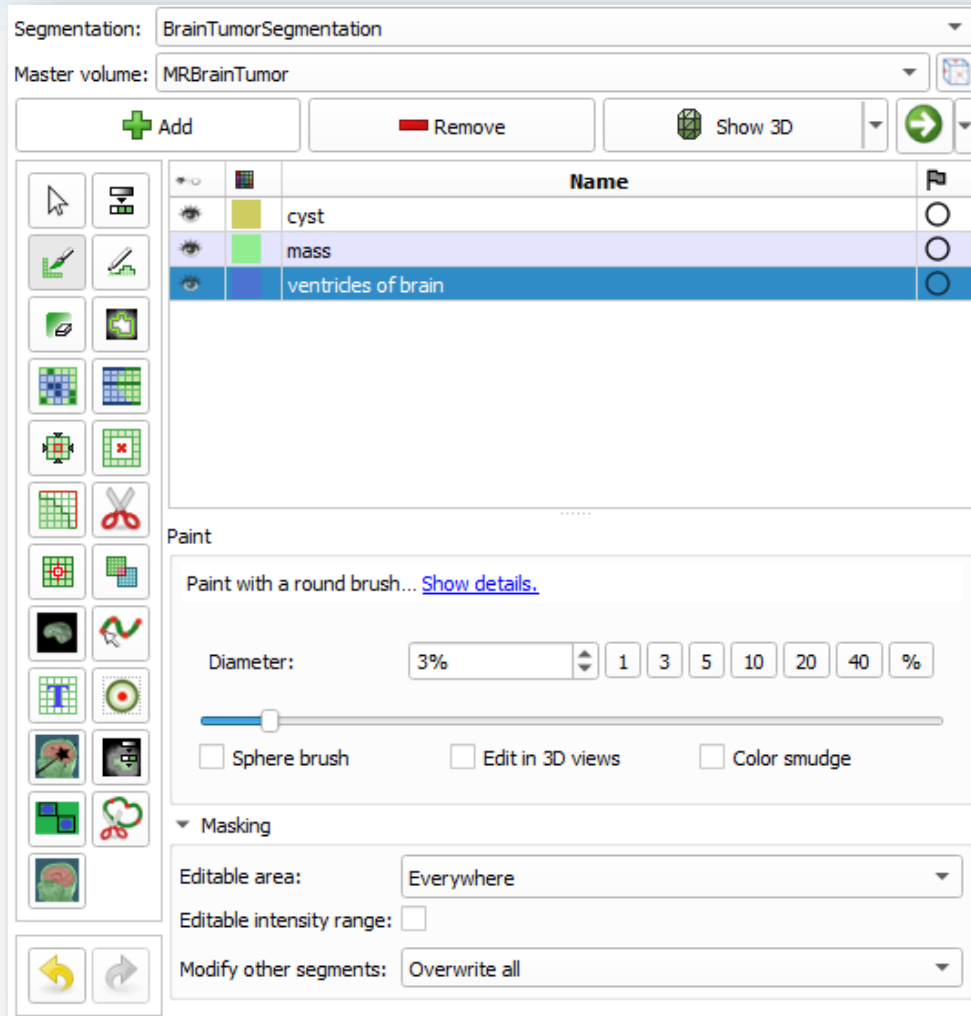 Segmentation: BrainTumorSegmentation
Master volume: MRBrainTumor
Add Remove Show 3D
Name
cyst
mass
ventricles of brain
Paint
Paint with a round brush... Show details.
Diameter: 3% 1 3 5 10 20 40 %
Sphere brush Edit in 3D views Color smudge
Masking
Editable area: Everywhere
Editable intensity range:
Modify other segments: Overwrite all
T